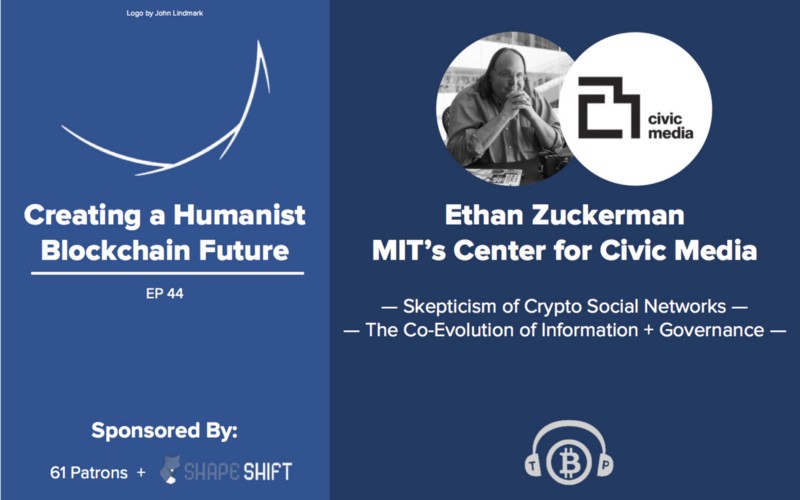 Logo by John Lindmark
Creating a Humanist
Blockchain Future
EP 44
Sponsored By:
61 Patrons + SHAPESHIFT
civic
media
Ethan Zuckerman
MIT’s Center for Civic Media
— Skepticism of Crypto Social Networks —
— The Co-Evolution of Information + Governance —
T B P